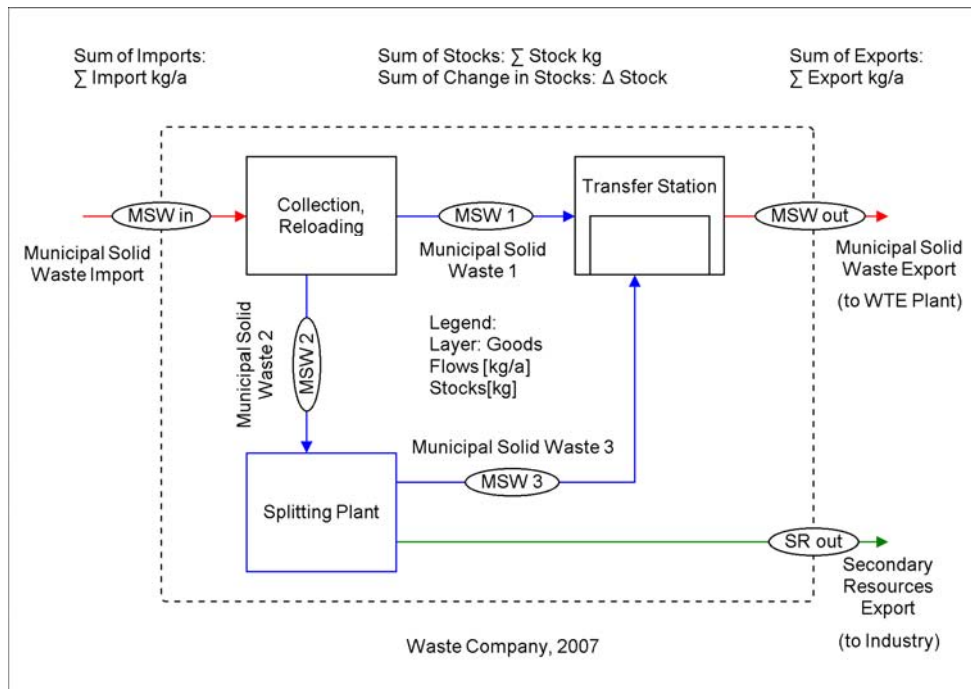 Sum of Imports:
∑ Import kg/a
Sum of Stocks: ∑ Stock kg
Sum of Change in Stocks: Δ Stock
Sum of Exports:
∑ Export kg/a
MSW in
Municipal Solid
Waste Import
Collection,
Reloading
MSW 1
Municipal Solid
Waste 1
Transfer Station
MSW out
Municipal Solid
Waste Export
(to WTE Plant)
Municipal Solid
Waste 2
MSW 2
Legend:
Layer: Goods
Flows [kg/a]
Stocks[kg]
Municipal Solid Waste 3
MSW 3
Splitting Plant
SR out
Secondary
Resources
Export
(to Industry)
Waste Company, 2007